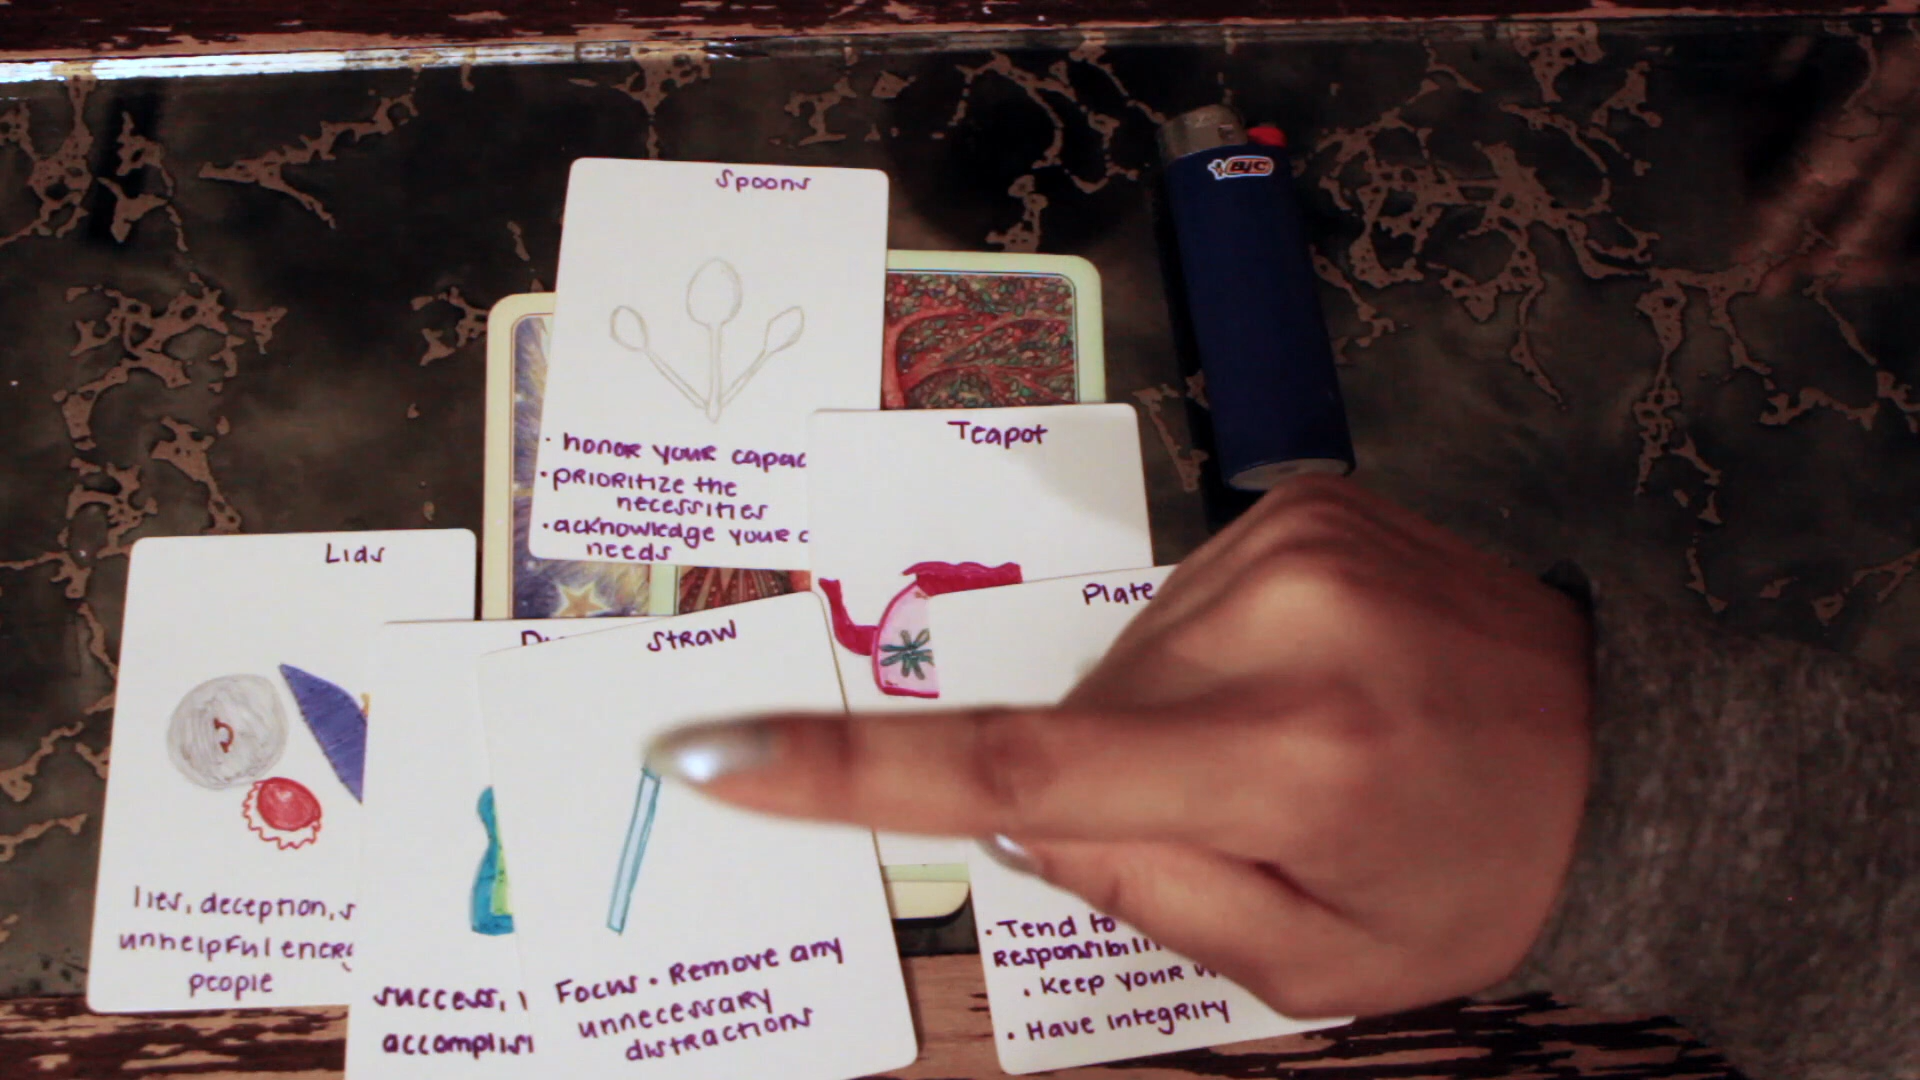 BIC
Spoons
• honor your capac
• PRIORITIZE the
necessities
• acknowledge your c
needs
Teapot
Plate
• Tend to
Responsibili
• Keep your w
• Have integrity
Lids
lies, deception, s
unhelpful energ
people
success,
accomplis
Straw
Focus • Remove any
unnecessary
distractions